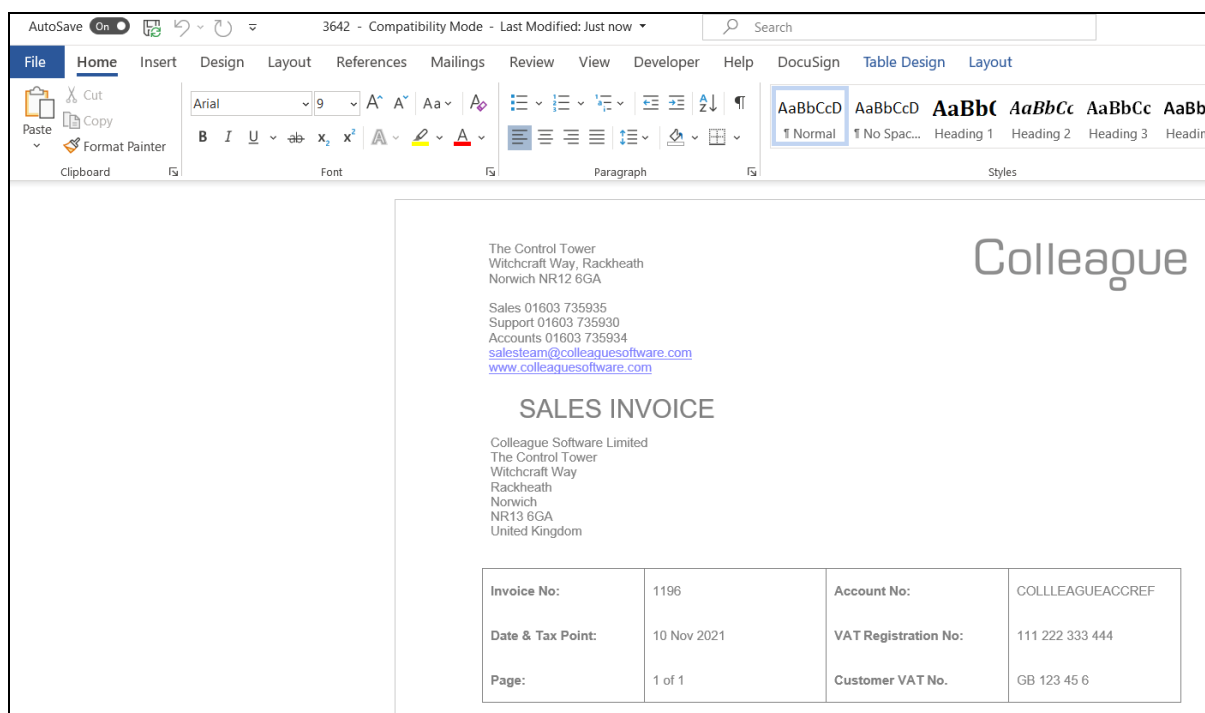 AutoSave On 3642 - Compatibility Mode - Last Modified: Just now Search
File Home Insert Design Layout References Mailings Review View Developer Help DocuSign Table Design Layout
Paste
Cut
Copy
Format Painter
Clipboard
Arial 9 A A Aa A
B I U ab x₂ x² A A
Font
Paragraph
AaBbCcD AaBbCcD AaBb( AaBbCc AaBbCc AaBb
¶ Normal ¶ No Spac... Heading 1 Heading 2 Heading 3 Headin
Styles
The Control Tower
Witchcraft Way, Rackheath
Norwich NR12 6GA
Colleague
Sales 01603 735935
Support 01603 735930
Accounts 01603 735934
salesteam@colleaguesoftware.com
www.colleaguesoftware.com
SALES INVOICE
Colleague Software Limited
The Control Tower
Witchcraft Way
Rackheath
Norwich
NR13 6GA
United Kingdom
Invoice No: 1196 Account No: COLLLEAGUEACCREF
Date & Tax Point: 10 Nov 2021 VAT Registration No: 111 222 333 444
Page: 1 of 1 Customer VAT No. GB 123 45 6